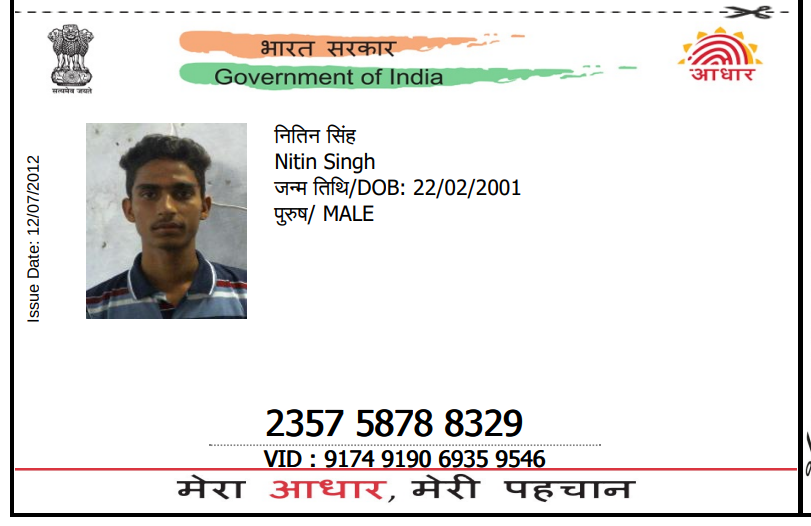 भारत सरकार
Government of India
सत्यमेव जयते
आधार
Issue Date: 12/07/2012
नितिन सिंह
Nitin Singh
जन्म तिथि/DOB: 22/02/2001
पुरुष/ MALE
2357 5878 8329
VID : 9174 9190 6935 9546
मेरा आधार, मेरी पहचान